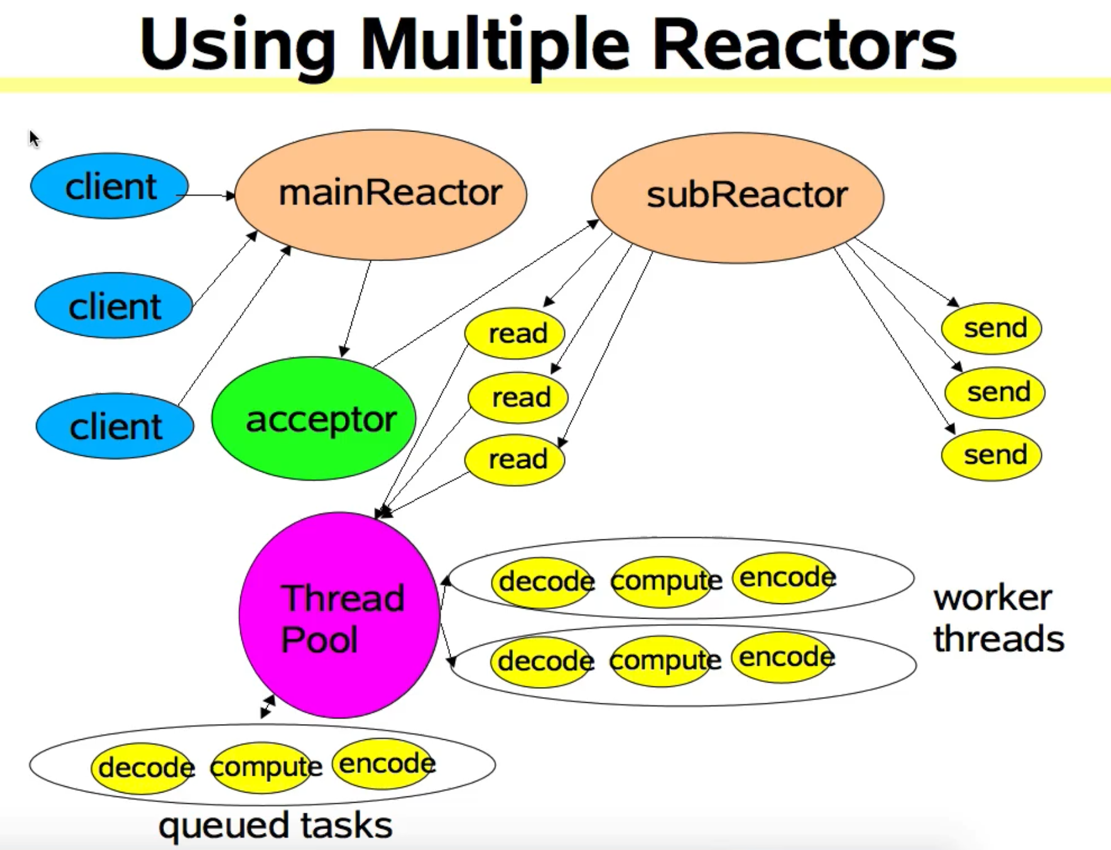 Using Multiple Reactors
client
mainReactor
subReactor
client
client
acceptor
read
read
read
send
send
send
Thread
Pool
decode compute encode
decode compute encode
worker
threads
decode compute encode
queued tasks